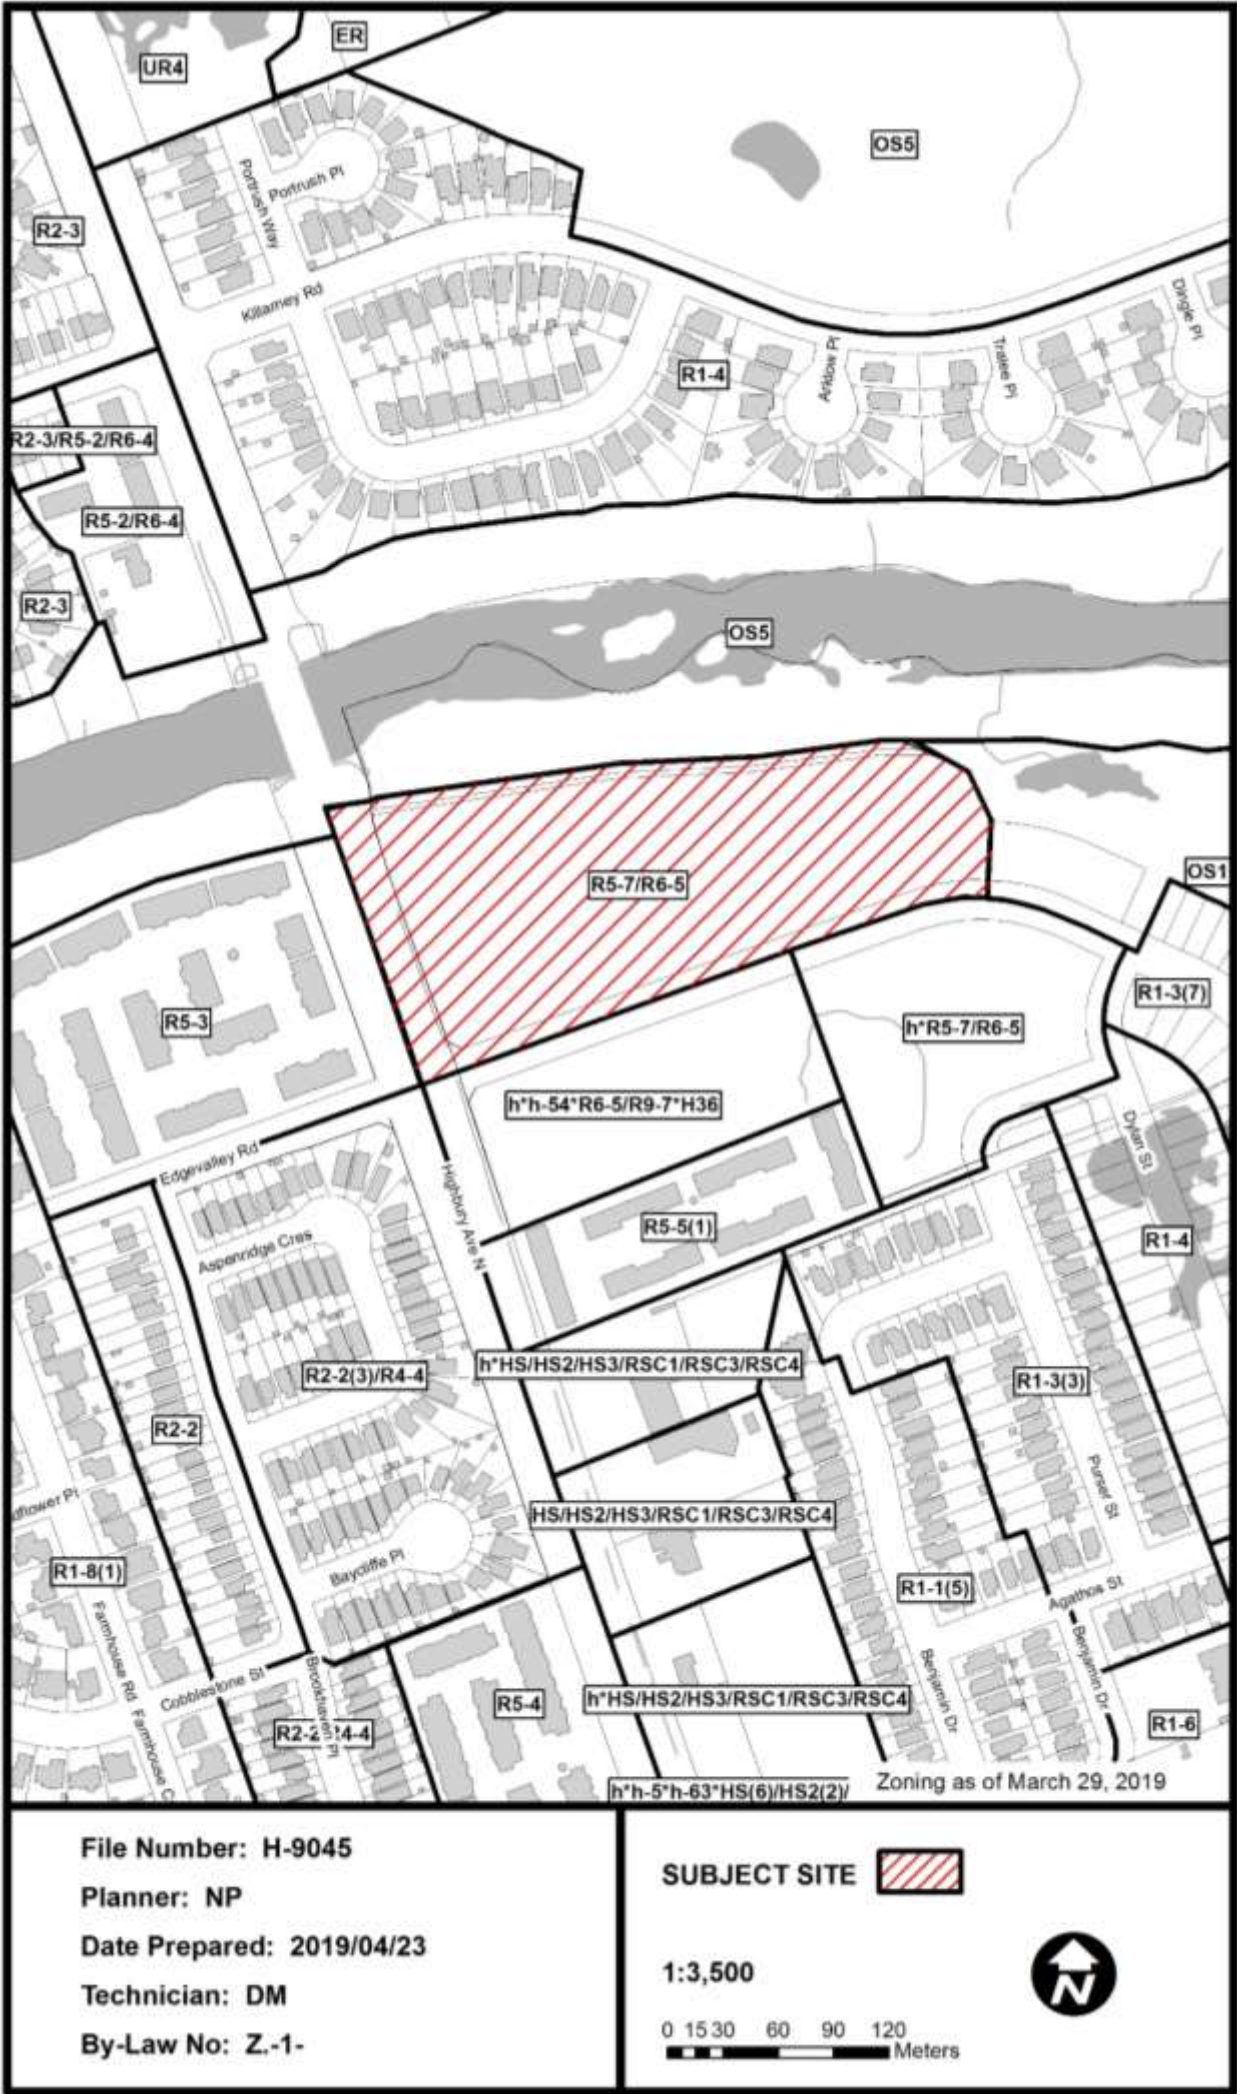 ER
UR4
OS5
Portrush Pl
Portrush Way
R2-3
Killarney Rd
Dingle Pl
Arklow Pl
Tralee Pl
R1-4
R2-3/R5-2/R6-4
R5-2/R6-4
R2-3
OS5
R5-7/R6-5
OS1
R1-3(7)
R5-3
h*R5-7/R6-5
h*h-54*R6-5/R9-7*H36
Dylan St
Edgevalley Rd
Highbury Ave N
R5-5(1)
R1-4
Aspenridge Cres
h*HS/HS2/HS3/RSC1/RSC3/RSC4
R2-2(3)/R4-4
R1-3(3)
R2-2
Purser St
HS/HS2/HS3/RSC1/RSC3/RSC4
Baycliffe Pl
R1-8(1)
R1-1(5)
Agathos St
Farmhouse Rd
Cobblestone St
Brookhaven Pl
Benjamin Dr
Benjamin Dr
R5-4
h*HS/HS2/HS3/RSC1/RSC3/RSC4
R1-6
h*h-5*h-63*HS(6)/HS2(2)/
Zoning as of March 29, 2019
File Number: H-9045
Planner: NP
Date Prepared: 2019/04/23
Technician: DM
By-Law No: Z.-1-
SUBJECT SITE
1:3,500
N
0 15 30 60 90 120
Meters